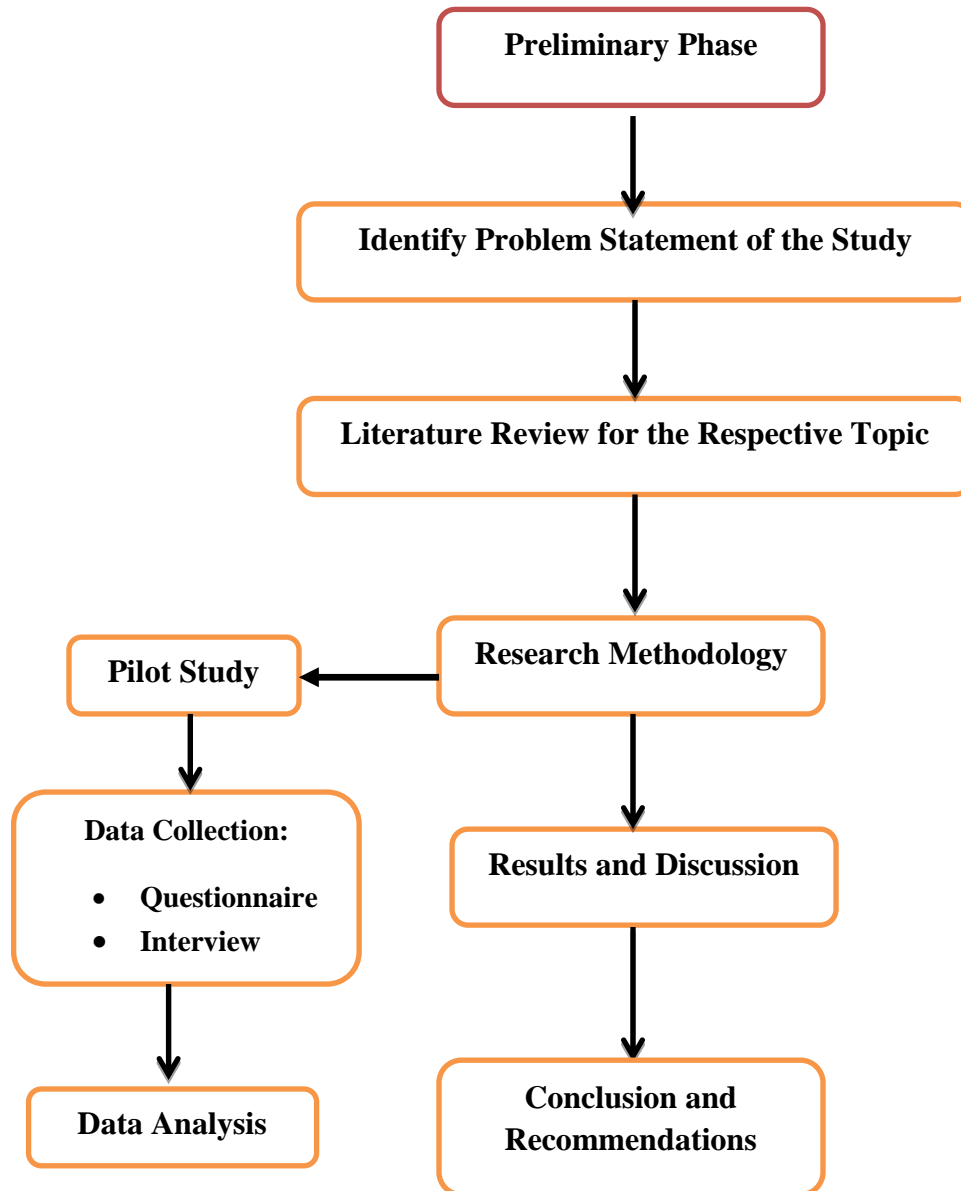 Preliminary Phase
Identify Problem Statement of the Study
Literature Review for the Respective Topic
Research Methodology
Pilot Study
Data Collection:
• Questionnaire
• Interview
Data Analysis
Results and Discussion
Conclusion and
Recommendations